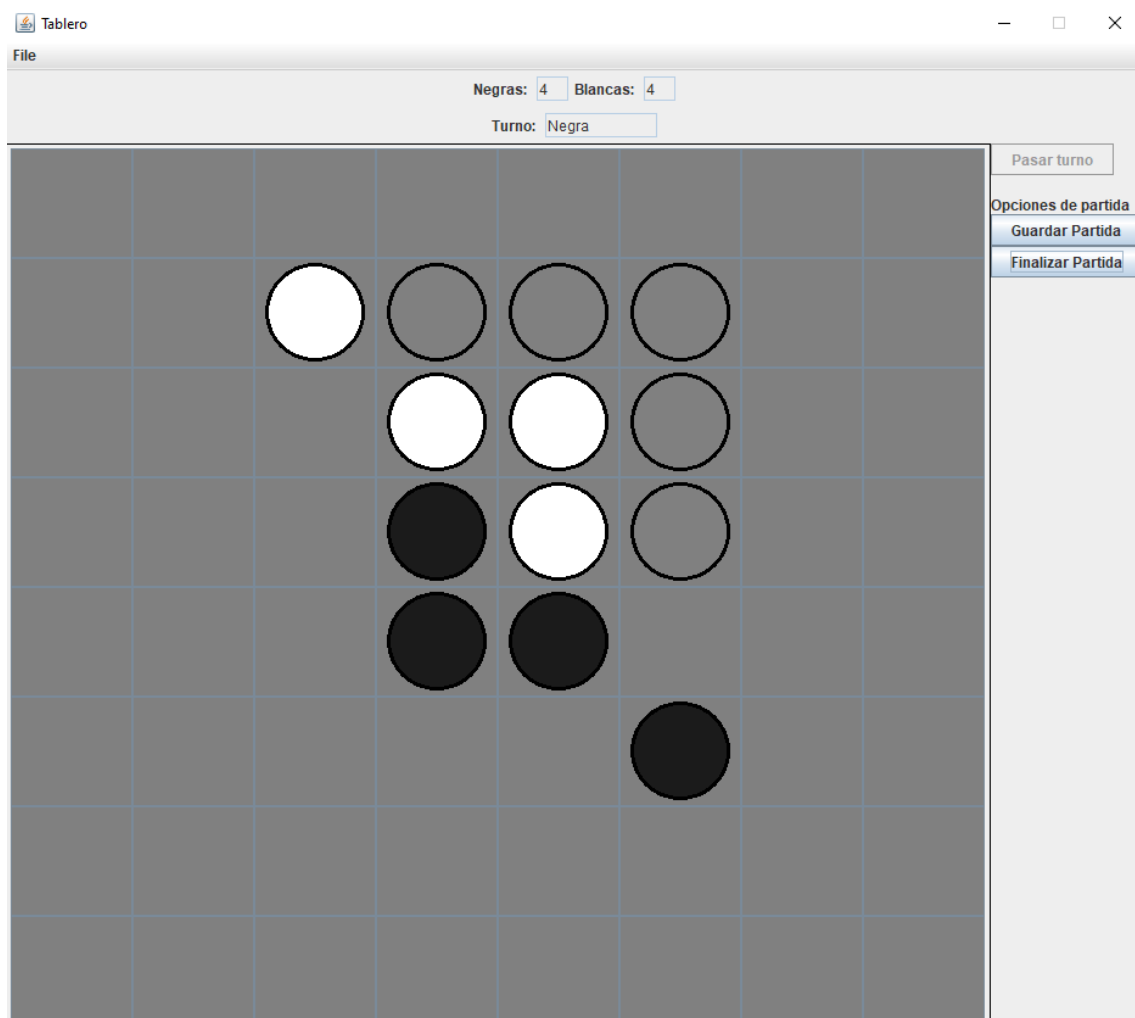 Tablero
File
Negras: 4 Blancas: 4
Turno: Negra
Pasar turno
Opciones de partida
Guardar Partida
Finalizar Partida